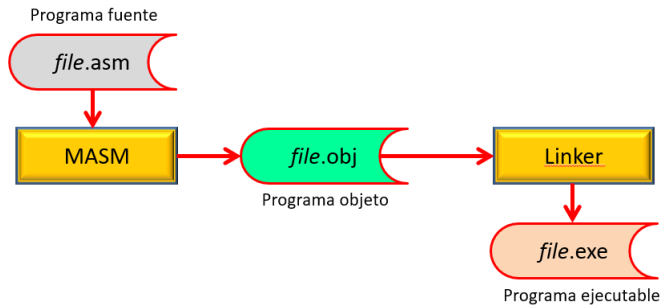 Programa fuente
file.asm
MASM
file.obj
Programa objeto
Linker
file.exe
Programa ejecutable